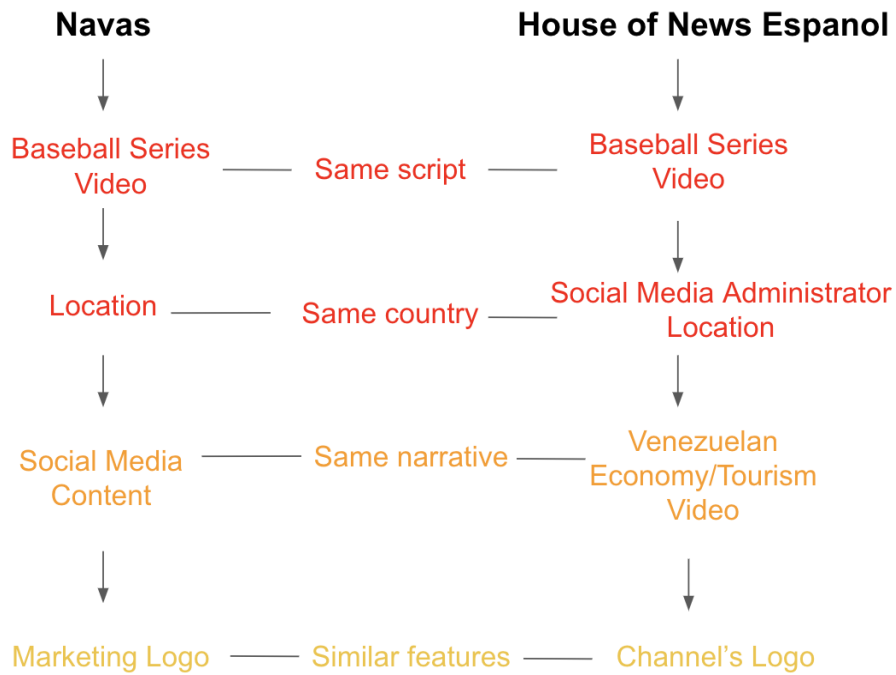 Navas
House of News Espanol
Baseball Series
Video
Same script
Baseball Series
Video
Location
Same country
Social Media Administrator
Location
Social Media
Content
Same narrative
Venezuelan
Economy/Tourism
Video
Marketing Logo
Similar features
Channel's Logo